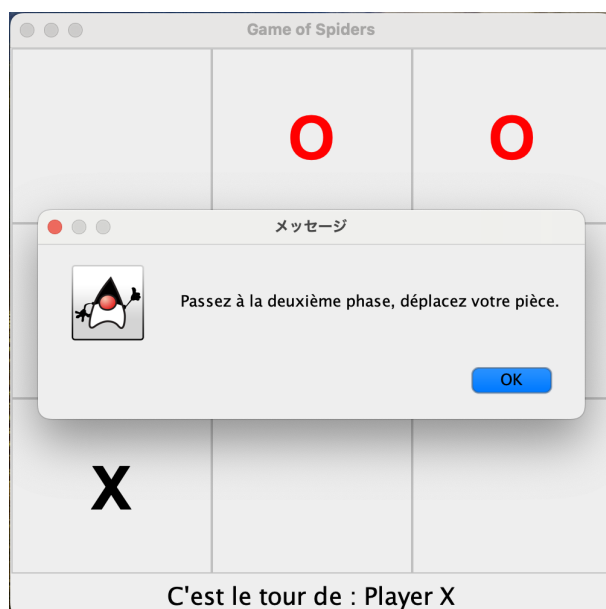 Game of Spiders
O O
メッセージ
Passez à la deuxième phase, déplacez votre pièce.
OK
X
C'est le tour de : Player X